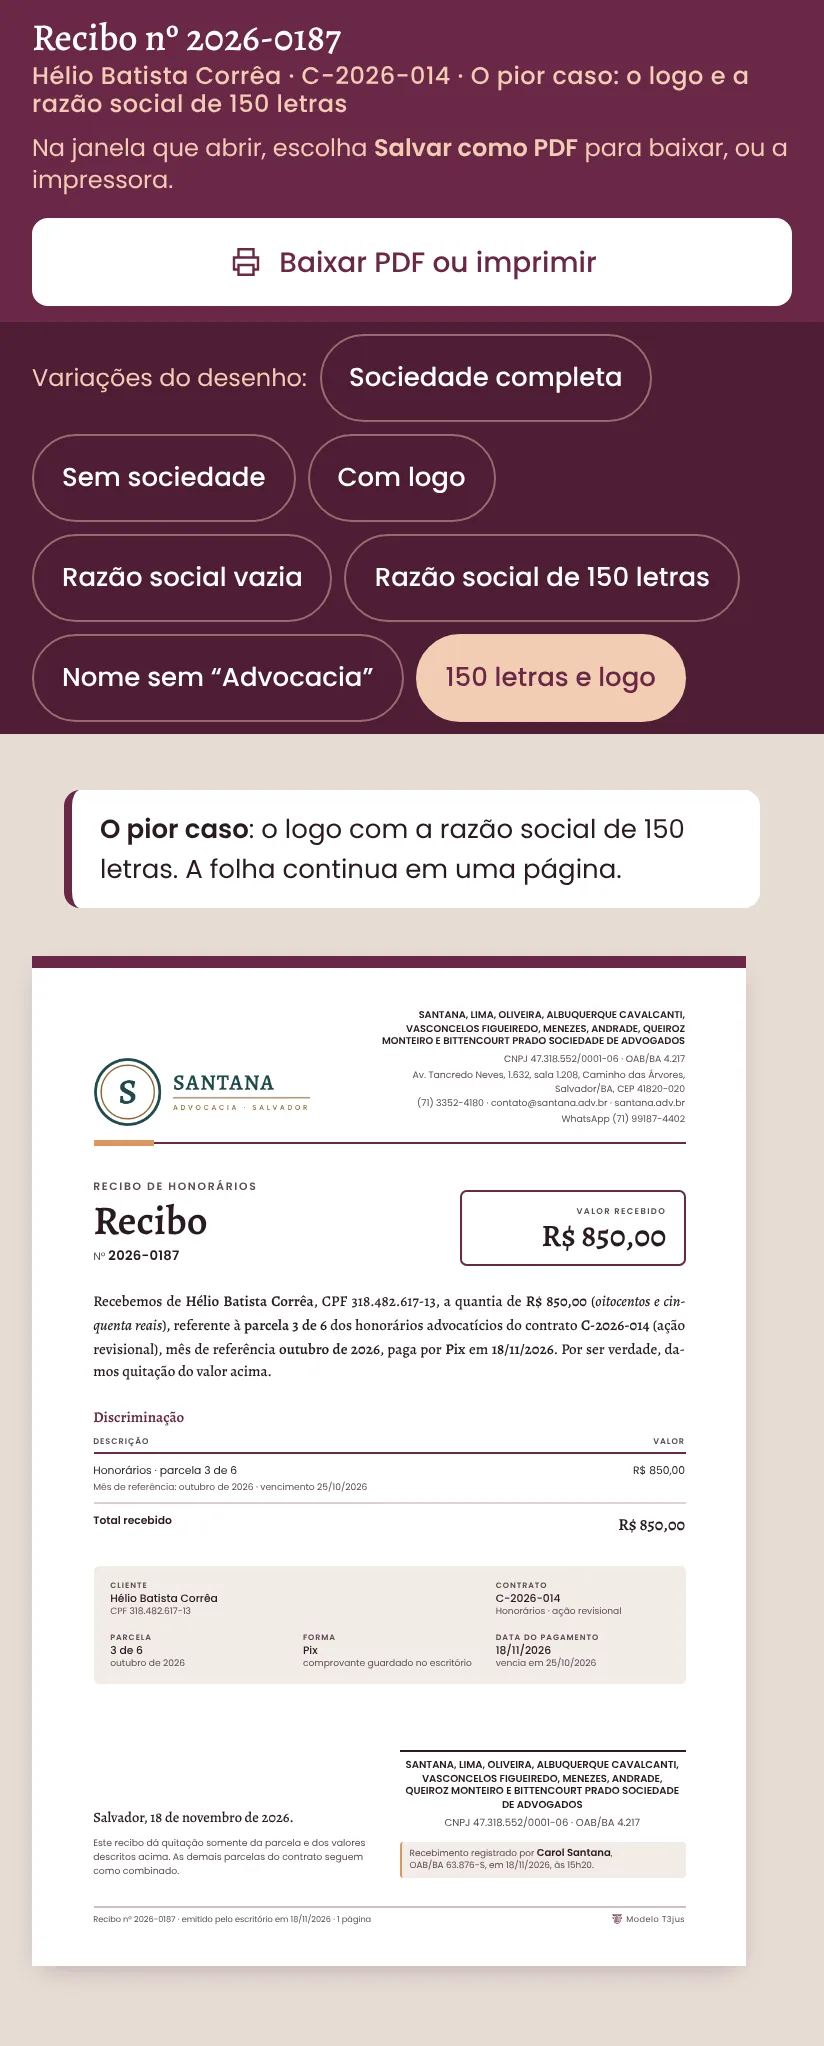 Recibo nº 2026-0187
Hélio Batista Corrêa · C-2026-014 · O pior caso: o logo e a
razão social de 150 letras
Na janela que abrir, escolha Salvar como PDF para baixar, ou a
impressora.
Baixar PDF ou imprimir
Variações do desenho:
Sociedade completa
Sem sociedade
Com logo
Razão social vazia
Razão social de 150 letras
Nome sem “Advocacia”
150 letras e logo
O pior caso: o logo com a razão social de 150
letras. A folha continua em uma página.
S
SANTANA
ADVOCACIA · SALVADOR
SANTANA, LIMA, OLIVEIRA, ALBUQUERQUE CAVALCANTI,
VASCONCELOS FIGUEIREDO, MENEZES, ANDRADE, QUEIROZ
MONTEIRO E BITTENCOURT PRADO SOCIEDADE DE ADVOGADOS
CNPJ 47.318.552/0001-06 · OAB/BA 4.217
Av. Tancredo Neves, 1.632, sala 1.208, Caminho das Árvores,
Salvador/BA, CEP 41820-020
(71) 3352-4180 · contato@santana.adv.br · santana.adv.br
WhatsApp (71) 99187-4402
RECIBO DE HONORÁRIOS
Recibo
Nº 2026-0187
VALOR RECEBIDO
R$ 850,00
Recebemos de Hélio Batista Corrêa, CPF 318.482.617-13, a quantia de R$ 850,00 (oitocentos e cin-
quenta reais), referente à parcela 3 de 6 dos honorários advocatícios do contrato C-2026-014 (ação
revisional), mês de referência outubro de 2026, paga por Pix em 18/11/2026. Por ser verdade, da-
mos quitação do valor acima.
Discriminação
DESCRIÇÃO
VALOR
Honorários · parcela 3 de 6
R$ 850,00
Mês de referência: outubro de 2026 · vencimento 25/10/2026
Total recebido
R$ 850,00
CLIENTE
Hélio Batista Corrêa
CPF 318.482.617-13
CONTRATO
C-2026-014
Honorários · ação revisional
PARCELA
3 de 6
outubro de 2026
FORMA
Pix
comprovante guardado no escritório
DATA DO PAGAMENTO
18/11/2026
vencia em 25/10/2026
Salvador, 18 de novembro de 2026.
Este recibo dá quitação somente da parcela e dos valores
descritos acima. As demais parcelas do contrato seguem
como combinado.
SANTANA, LIMA, OLIVEIRA, ALBUQUERQUE CAVALCANTI,
VASCONCELOS FIGUEIREDO, MENEZES, ANDRADE,
QUEIROZ MONTEIRO E BITTENCOURT PRADO SOCIEDADE
DE ADVOGADOS
CNPJ 47.318.552/0001-06 · OAB/BA 4.217
Recebimento registrado por Carol Santana,
OAB/BA 63.876-S, em 18/11/2026, às 15h20.
Recibo nº 2026-0187 · emitido pelo escritório em 18/11/2026 · 1 página
Modelo T3jus